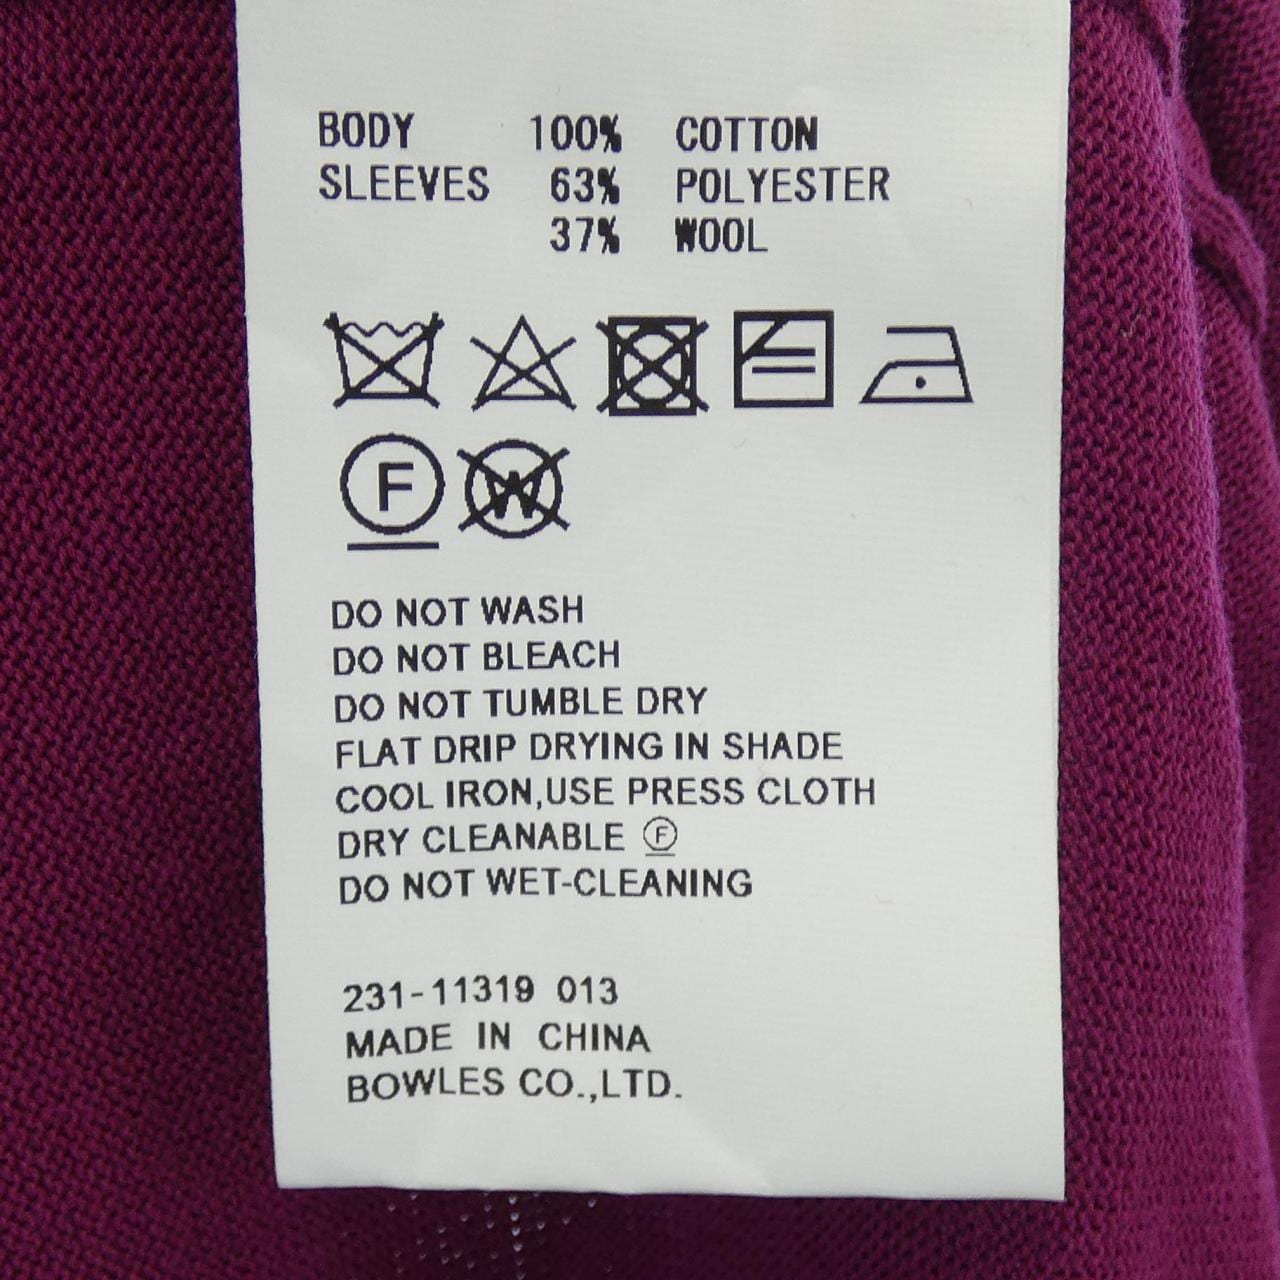 BODY 100% COTTON
SLEEVES 63% POLYESTER
37% WOOL
F W
DO NOT WASH
DO NOT BLEACH
DO NOT TUMBLE DRY
FLAT DRIP DRYING IN SHADE
COOL IRON,USE PRESS CLOTH
DRY CLEANABLE Ⓕ
DO NOT WET-CLEANING
231-11319 013
MADE IN CHINA
BOWLES CO.,LTD.